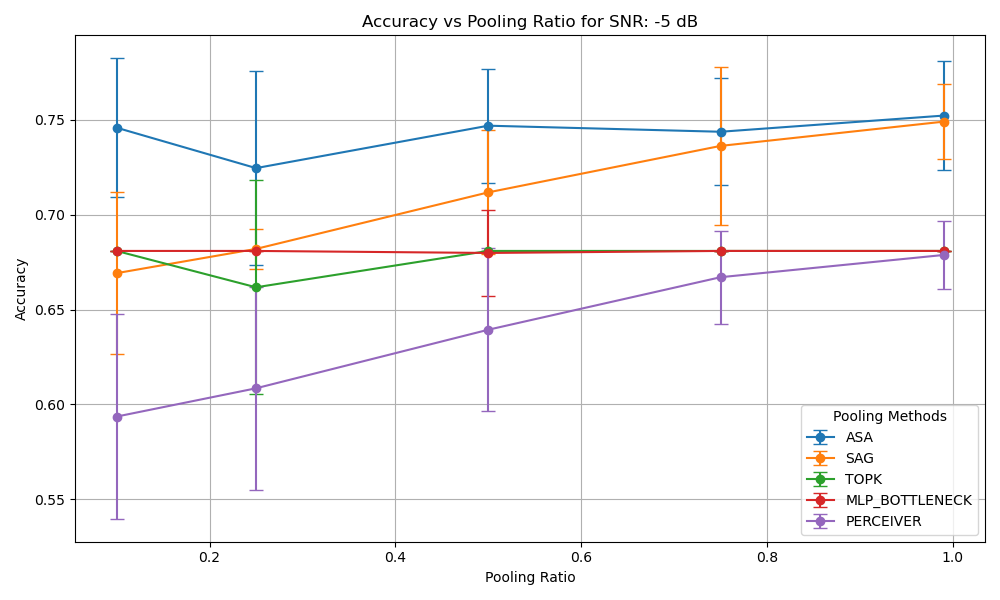 Accuracy vs Pooling Ratio for SNR: -5 dB
Accuracy
0.75
0.70
0.65
0.60
0.55
0.2
0.4
0.6
0.8
1.0
Pooling Ratio
Pooling Methods
ASA
SAG
TOPK
MLP_BOTTLENECK
PERCEIVER